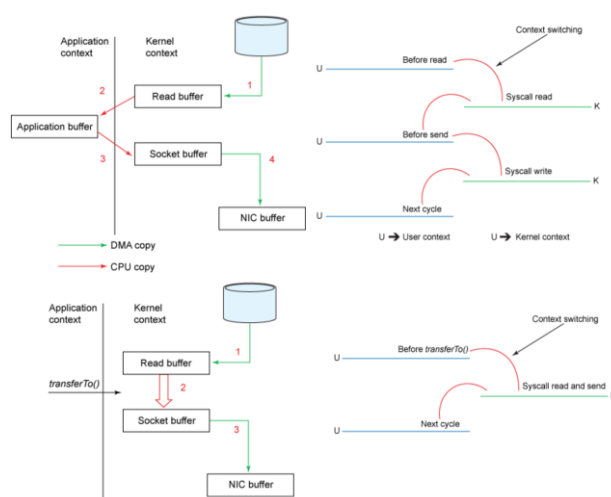 Application
context
Kernel
context
1
2
Read buffer
Application buffer
3
Socket buffer
4
NIC buffer
DMA copy
CPU copy
Context switching
U
Before read
Syscall read
K
U
Before send
Syscall write
K
U
Next cycle
U → User context
U → Kernel context
Application
context
Kernel
context
1
Read buffer
transferTo()
2
Socket buffer
3
NIC buffer
Context switching
U
Before transferTo()
Syscall read and send
U
Next cycle